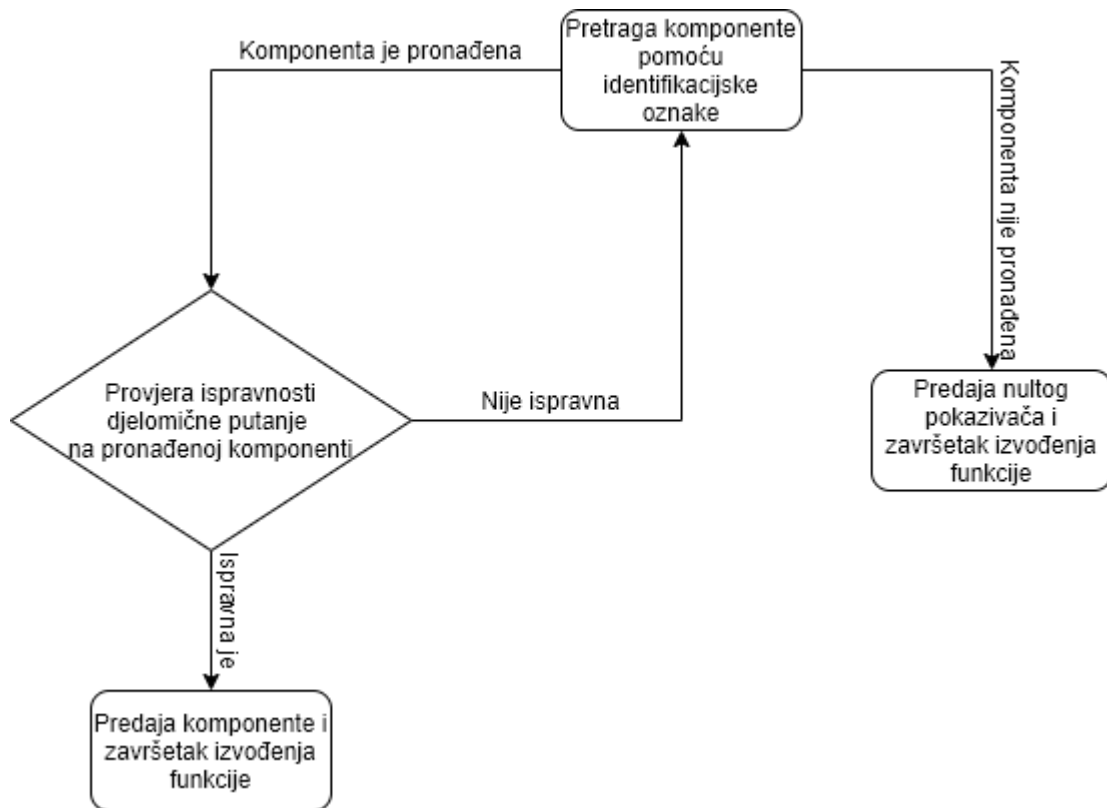 Pretraga komponente
pomoću
identifikacijske
oznake
Komponenta je pronađena
Komponenta nije pronađena
Provjera ispravnosti
djelomične putanje
na pronađenoj komponenti
Nije ispravna
Predaja nultog
pokazivača i
završetak izvođenja
funkcije
Ispravna je
Predaja komponente i
završetak izvođenja
funkcije